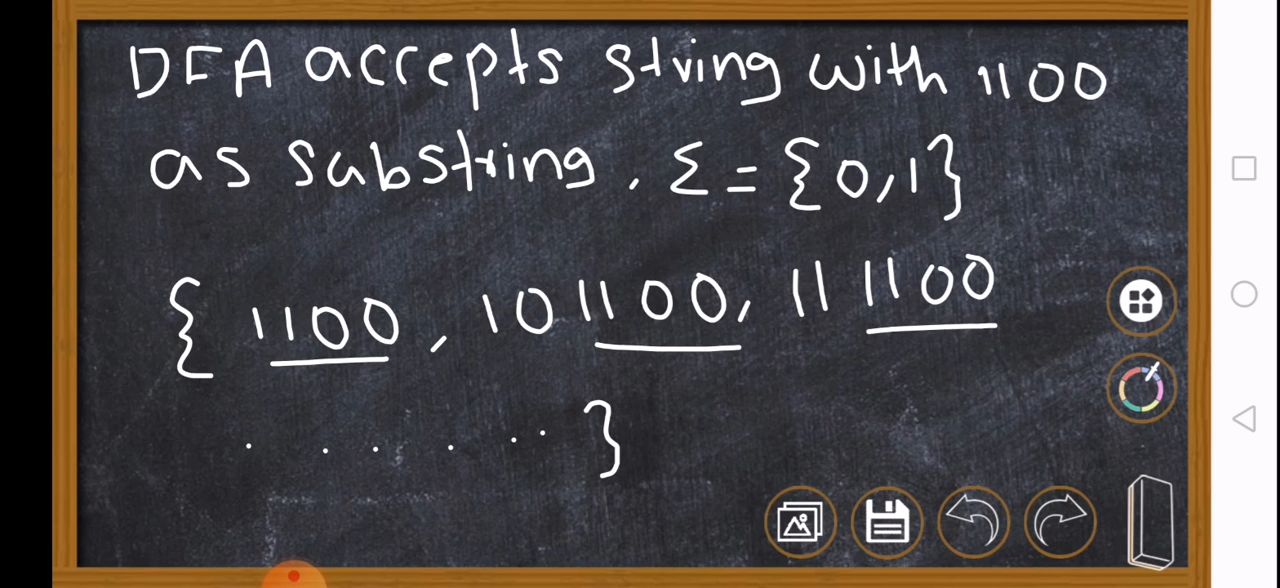 DFA accepts string with 1100
as substring. Σ = {0,1}
{ 1100, 101100, 111100
. . . . . . }